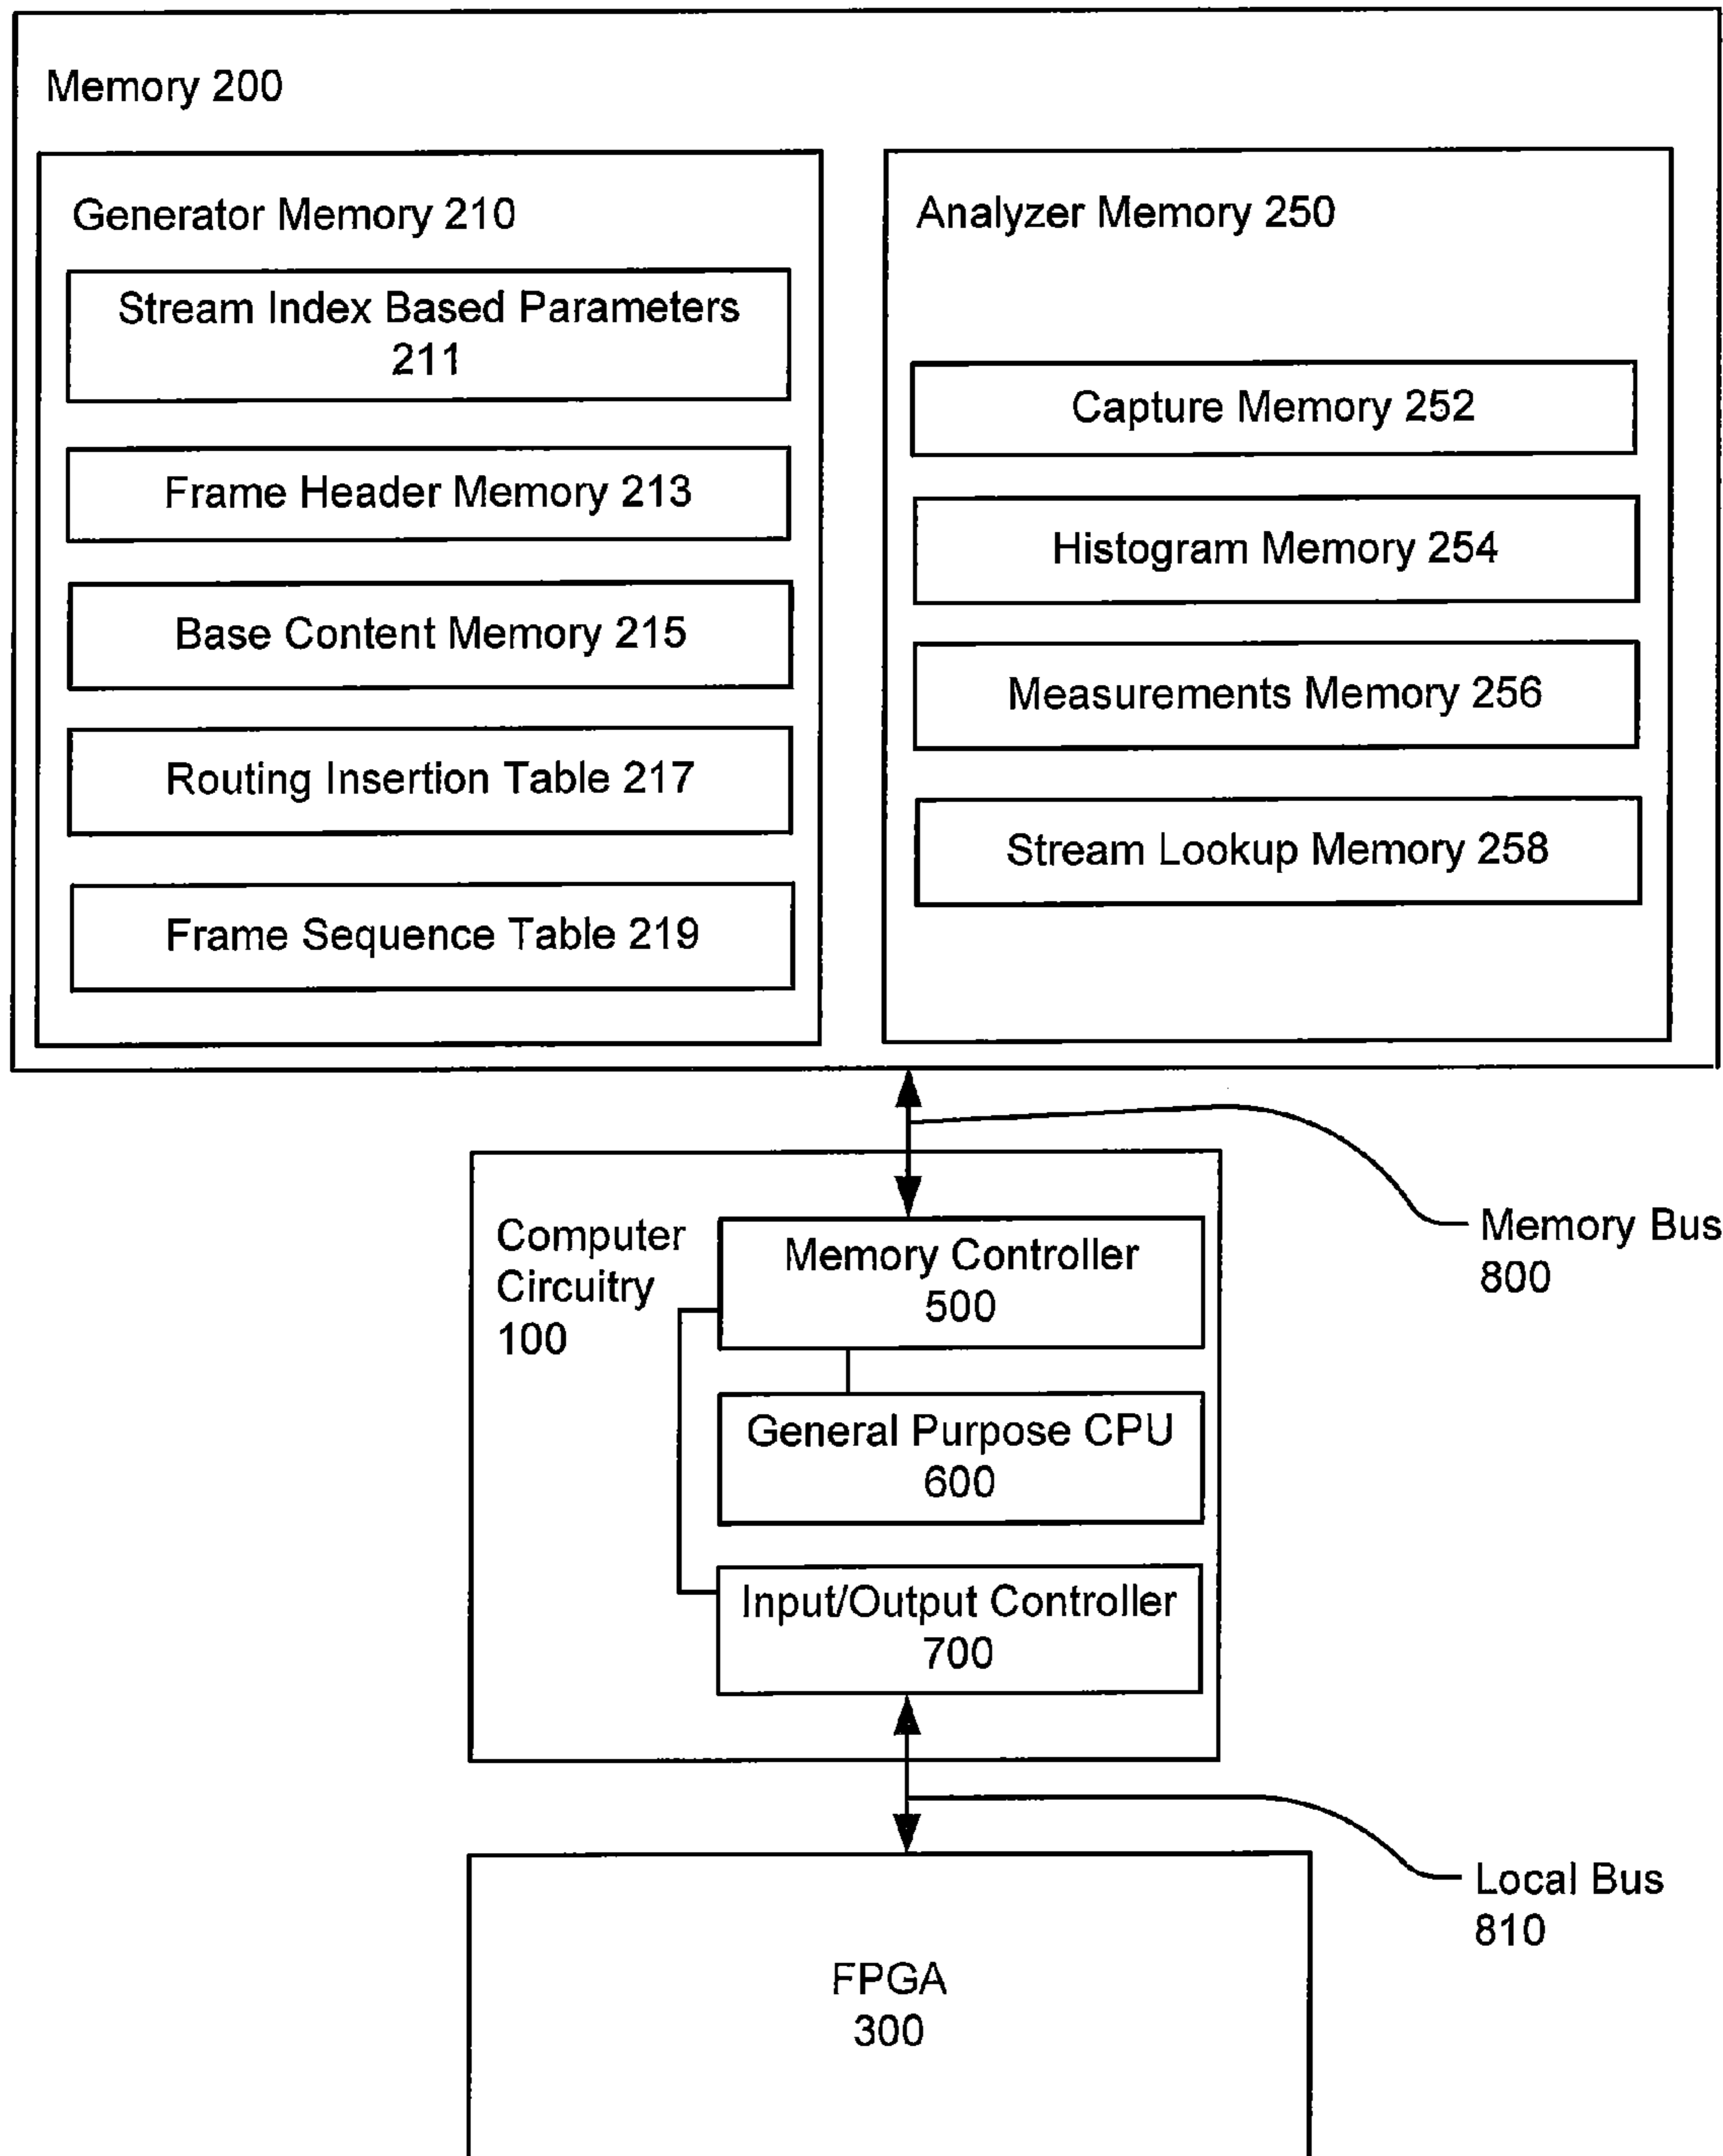 Memory 200
Generator Memory 210
Stream Index Based Parameters
211
Frame Header Memory 213
Base Content Memory 215
Routing Insertion Table 217
Frame Sequence Table 219
Analyzer Memory 250
Capture Memory 252
Histogram Memory 254
Measurements Memory 256
Stream Lookup Memory 258
Memory Bus
800
Computer
Circuitry
100
Memory Controller
500
General Purpose CPU
600
Input/Output Controller
700
Local Bus
810
FPGA
300